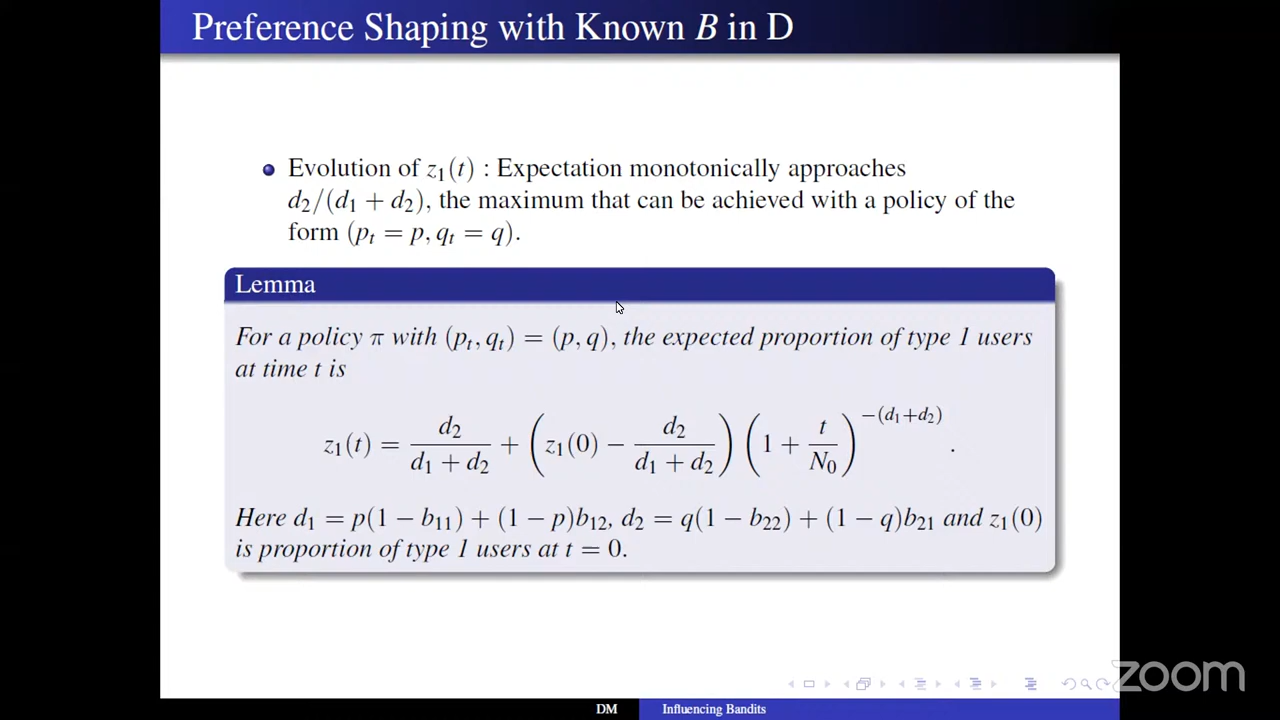 Preference Shaping with Known B in D
Evolution of z₁(t) : Expectation monotonically approaches
d₂/(d₁ + d₂), the maximum that can be achieved with a policy of the
form (pₜ = p, qₜ = q).
Lemma
For a policy π with (pₜ, qₜ) = (p, q), the expected proportion of type 1 users
at time t is
z₁(t) = d₂/(d₁ + d₂) + (z₁(0) − d₂/(d₁ + d₂)) (1 + t/N₀)^−(d₁+d₂) .
Here d₁ = p(1 − b₁₁) + (1 − p)b₁₂, d₂ = q(1 − b₂₂) + (1 − q)b₂₁ and z₁(0)
is proportion of type 1 users at t = 0.
zoom
DM Influencing Bandits